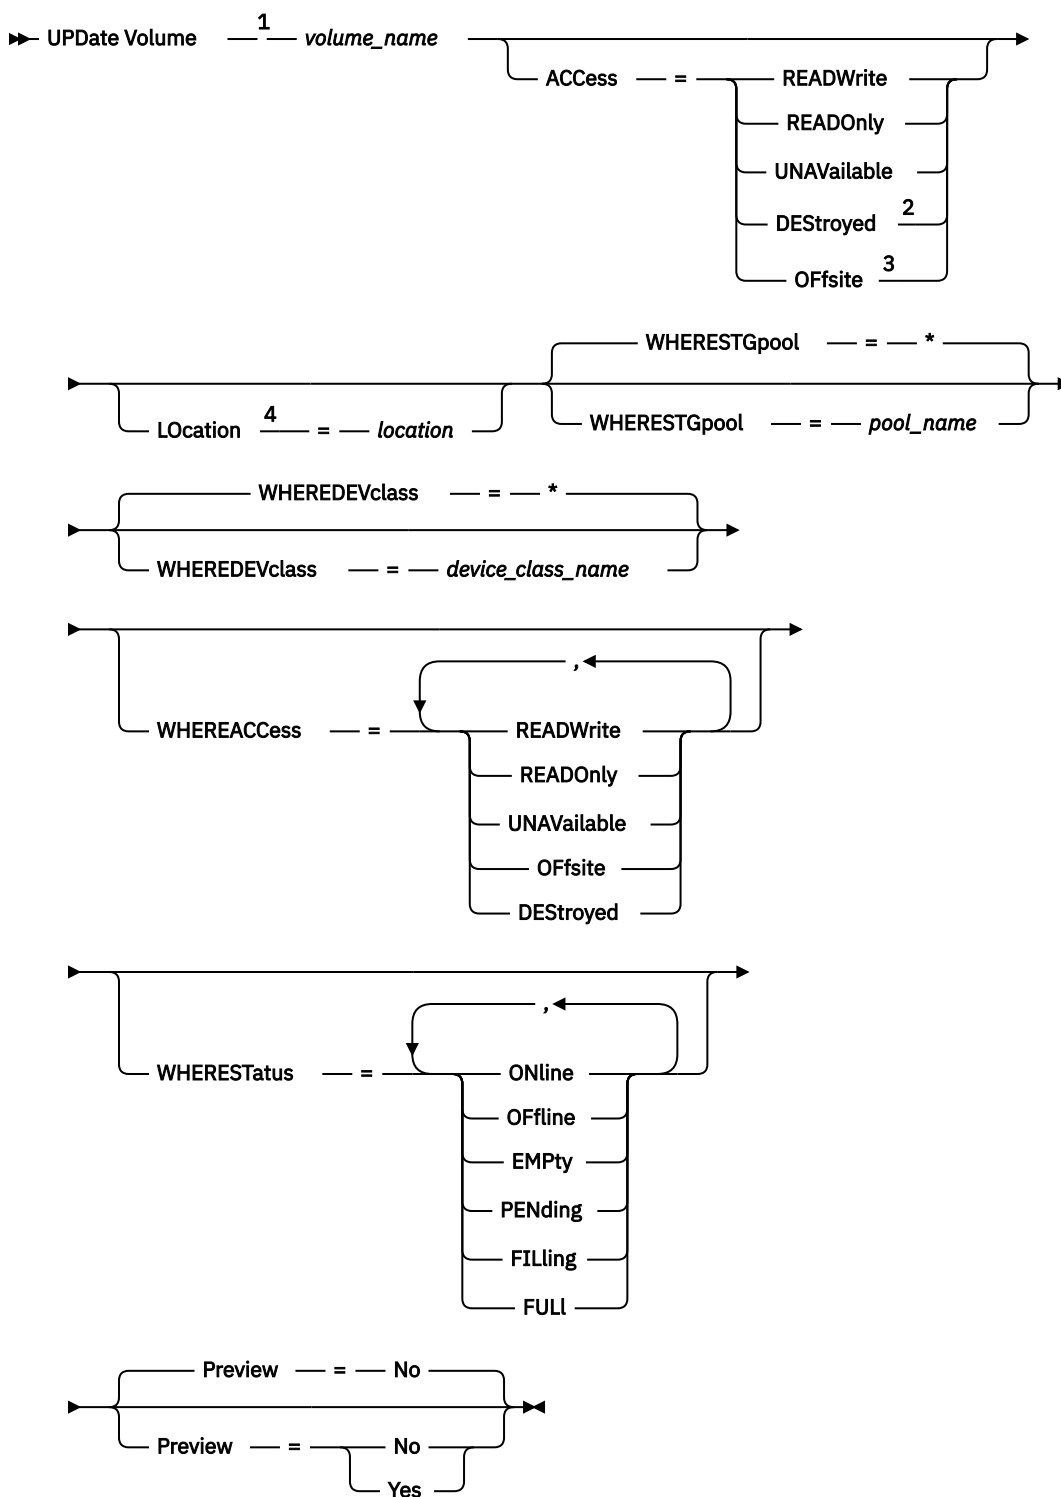 UPDate Volume 1 volume_name
ACCess = READWrite
READOnly
UNAVailable
DEStroyed 2
OFfsite 3
WHERESTGpool = *
LOcation 4 = location
WHERESTGpool = pool_name
WHEREDEVclass = *
WHEREDEVclass = device_class_name
,
WHEREACCess = READWrite
READOnly
UNAVailable
OFfsite
DEStroyed
,
WHERESTatus = ONline
OFfline
EMPty
PENding
FILling
FULl
Preview = No
Preview = No
Yes